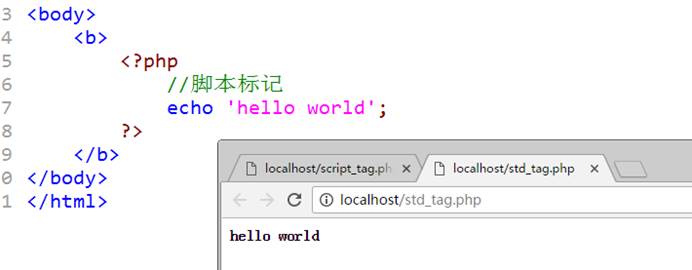 3 <body>
4 <b>
5 <?php
6 //脚本标记
7 echo 'hello world';
8 ?>
9 </b>
0 </body>
1 </html>
localhost/script_tag.ph
localhost/std_tag.php
localhost/std_tag.php
hello world